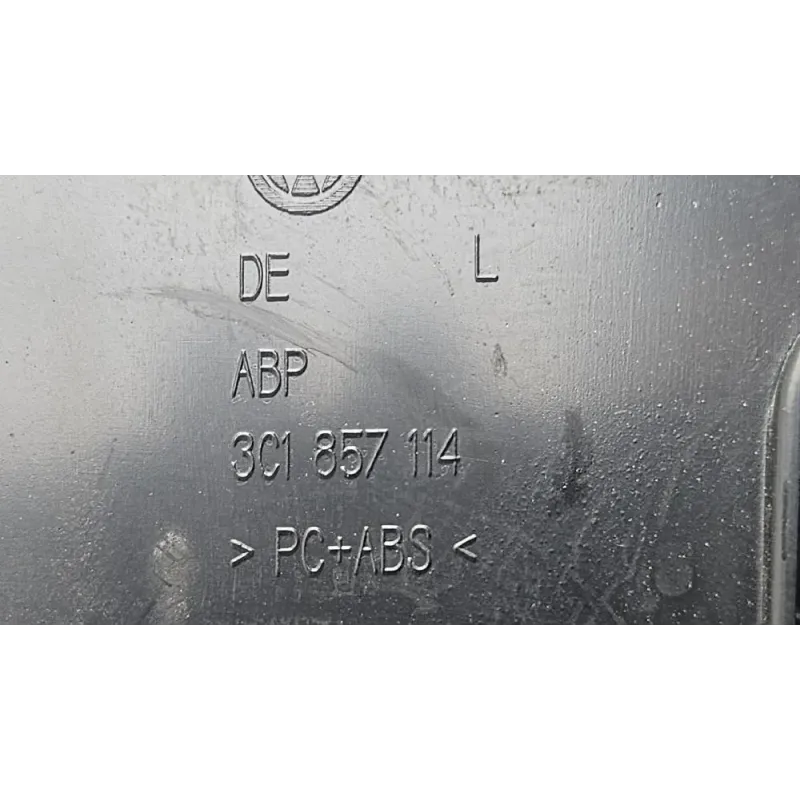 DE L
ABP
3C1 857 114
> PC+ABS <